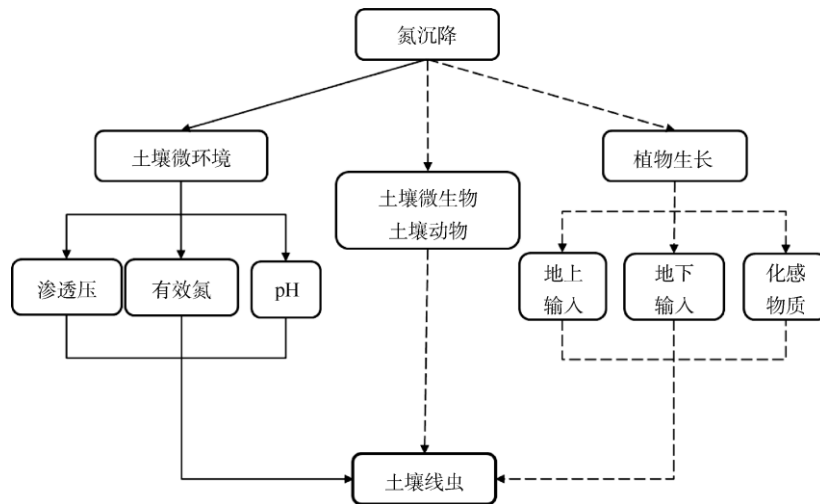 氮沉降
土壤微环境
植物生长
土壤微生物
土壤动物
渗透压
有效氮
pH
地上
输入
地下
输入
化感
物质
土壤线虫